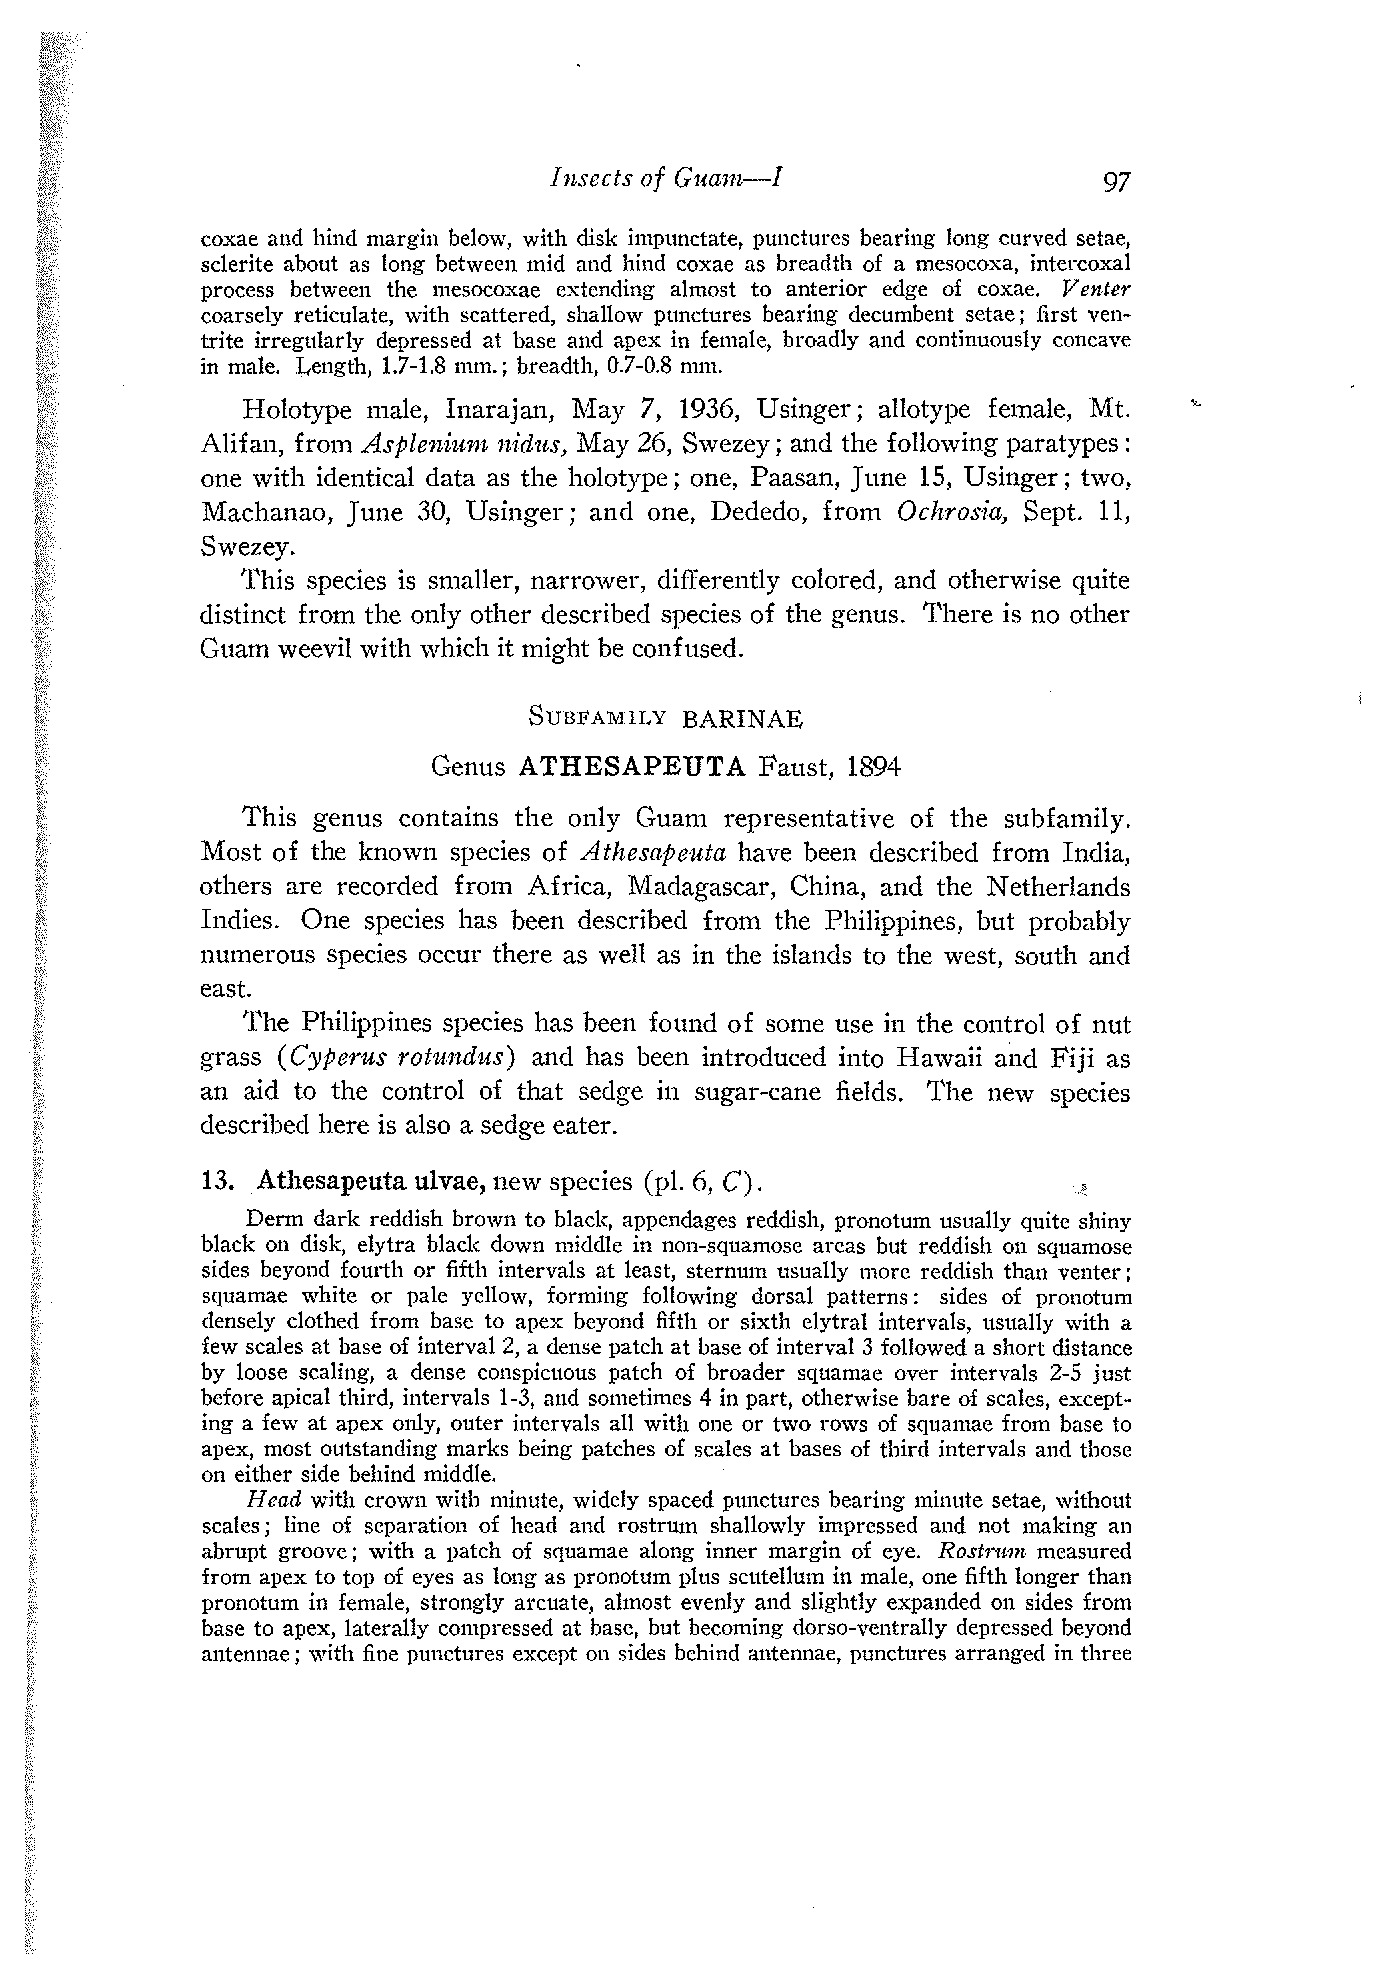 Insects of Guam—I 97
coxae and hind margin below, with disk impunctate, punctures bearing long curved setae,
sclerite about as long between mid and hind coxae as breadth of a mesocoxa, intercoxal
process between the mesocoxae extending almost to anterior edge of coxae. Venter
coarsely reticulate, with scattered, shallow punctures bearing decumbent setae; first ven-
trite irregularly depressed at base and apex in female, broadly and continuously concave
in male. Length, 1.7-1.8 mm.; breadth, 0.7-0.8 mm.
Holotype male, Inarajan, May 7, 1936, Usinger; allotype female, Mt.
Alifan, from Asplenium nidus, May 26, Swezey; and the following paratypes:
one with identical data as the holotype; one, Paasan, June 15, Usinger; two,
Machanao, June 30, Usinger; and one, Dededo, from Ochrosia, Sept. 11,
Swezey.
This species is smaller, narrower, differently colored, and otherwise quite
distinct from the only other described species of the genus. There is no other
Guam weevil with which it might be confused.
SUBFAMILY BARINAE
Genus ATHESAPEUTA Faust, 1894
This genus contains the only Guam representative of the subfamily.
Most of the known species of Athesapeuta have been described from India,
others are recorded from Africa, Madagascar, China, and the Netherlands
Indies. One species has been described from the Philippines, but probably
numerous species occur there as well as in the islands to the west, south and
east.
The Philippines species has been found of some use in the control of nut
grass (Cyperus rotundus) and has been introduced into Hawaii and Fiji as
an aid to the control of that sedge in sugar-cane fields. The new species
described here is also a sedge eater.
13. Athesapeuta ulvae, new species (pl. 6, C).
Derm dark reddish brown to black, appendages reddish, pronotum usually quite shiny
black on disk, elytra black down middle in non-squamose areas but reddish on squamose
sides beyond fourth or fifth intervals at least, sternum usually more reddish than venter;
squamae white or pale yellow, forming following dorsal patterns: sides of pronotum
densely clothed from base to apex beyond fifth or sixth elytral intervals, usually with a
few scales at base of interval 2, a dense patch at base of interval 3 followed a short distance
by loose scaling, a dense conspicuous patch of broader squamae over intervals 2-5 just
before apical third, intervals 1-3, and sometimes 4 in part, otherwise bare of scales, except-
ing a few at apex only, outer intervals all with one or two rows of squamae from base to
apex, most outstanding marks being patches of scales at bases of third intervals and those
on either side behind middle.
Head with crown with minute, widely spaced punctures bearing minute setae, without
scales; line of separation of head and rostrum shallowly impressed and not making an
abrupt groove; with a patch of squamae along inner margin of eye. Rostrum measured
from apex to top of eyes as long as pronotum plus scutellum in male, one fifth longer than
pronotum in female, strongly arcuate, almost evenly and slightly expanded on sides from
base to apex, laterally compressed at base, but becoming dorso-ventrally depressed beyond
antennae; with fine punctures except on sides behind antennae, punctures arranged in three